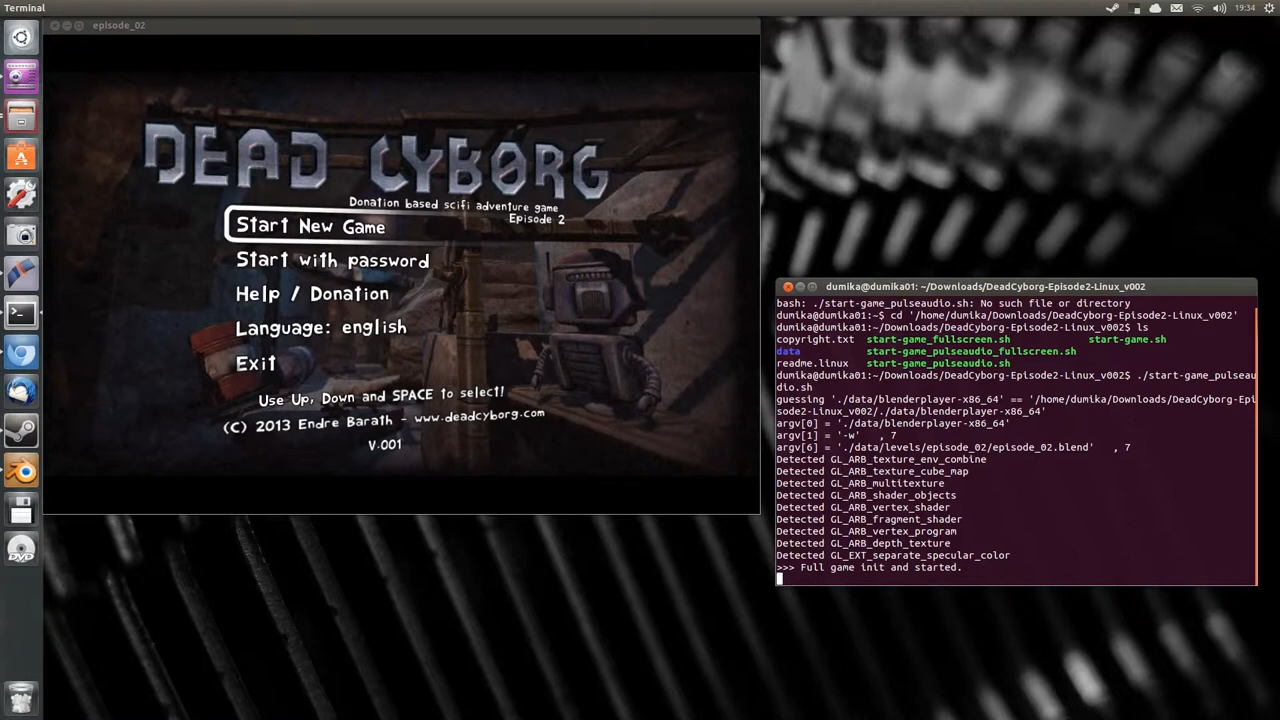 Terminal
19:34
episode_02
DEAD CYBORG
Donation based scifi adventure game
Episode 2
Start New Game
Start with password
Help / Donation
Language: english
Exit
Use Up, Down and SPACE to select!
(C) 2013 Endre Barath - www.deadcyborg.com
V.001
dumika@dumika01: ~/Downloads/DeadCyborg-Episode2-Linux_v002
bash: ./start-game_pulseaudio.sh: No such file or directory
dumika@dumika01:~$ cd '/home/dumika/Downloads/DeadCyborg-Episode2-Linux_v002'
dumika@dumika01:~/Downloads/DeadCyborg-Episode2-Linux_v002$ ls
copyright.txt start-game_fullscreen.sh start-game.sh
data start-game_pulseaudio_fullscreen.sh
readme.linux start-game_pulseaudio.sh
dumika@dumika01:~/Downloads/DeadCyborg-Episode2-Linux_v002$ ./start-game_pulseau
dio.sh
guessing './data/blenderplayer-x86_64' == '/home/dumika/Downloads/DeadCyborg-Epi
sode2-Linux_v002/./data/blenderplayer-x86_64'
argv[0] = './data/blenderplayer-x86_64'
argv[1] = '-w' , 7
argv[6] = './data/levels/episode_02/episode_02.blend' , 7
Detected GL_ARB_texture_env_combine
Detected GL_ARB_texture_cube_map
Detected GL_ARB_multitexture
Detected GL_ARB_shader_objects
Detected GL_ARB_vertex_shader
Detected GL_ARB_fragment_shader
Detected GL_ARB_vertex_program
Detected GL_ARB_depth_texture
Detected GL_EXT_separate_specular_color
>>> Full game init and started.
DVD